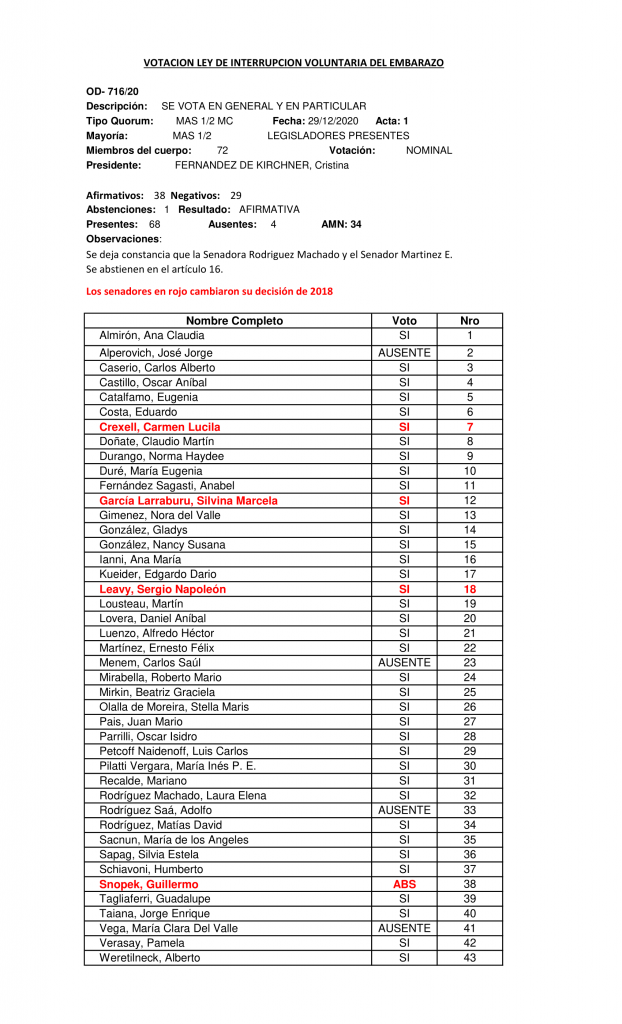 VOTACION LEY DE INTERRUPCION VOLUNTARIA DEL EMBARAZO
OD- 716/20
Descripción: SE VOTA EN GENERAL Y EN PARTICULAR
Tipo Quorum: MAS 1/2 MC Fecha: 29/12/2020 Acta: 1
Mayoría: MAS 1/2 LEGISLADORES PRESENTES
Miembros del cuerpo: 72 Votación: NOMINAL
Presidente: FERNANDEZ DE KIRCHNER, Cristina
Afirmativos: 38 Negativos: 29
Abstenciones: 1 Resultado: AFIRMATIVA
Presentes: 68 Ausentes: 4 AMN: 34
Observaciones:
Se deja constancia que la Senadora Rodriguez Machado y el Senador Martinez E.
Se abstienen en el artículo 16.
Los senadores en rojo cambiaron su decisión de 2018
Nombre Completo Voto Nro
Almirón, Ana Claudia SI 1
Alperovich, José Jorge AUSENTE 2
Caserio, Carlos Alberto SI 3
Castillo, Oscar Aníbal SI 4
Catalfamo, Eugenia SI 5
Costa, Eduardo SI 6
Crexell, Carmen Lucila SI 7
Doñate, Claudio Martín SI 8
Durango, Norma Haydee SI 9
Duré, María Eugenia SI 10
Fernández Sagasti, Anabel SI 11
García Larraburu, Silvina Marcela SI 12
Gimenez, Nora del Valle SI 13
González, Gladys SI 14
González, Nancy Susana SI 15
Ianni, Ana María SI 16
Kueider, Edgardo Dario SI 17
Leavy, Sergio Napoleón SI 18
Lousteau, Martín SI 19
Lovera, Daniel Aníbal SI 20
Luenzo, Alfredo Héctor SI 21
Martínez, Ernesto Félix SI 22
Menem, Carlos Saúl AUSENTE 23
Mirabella, Roberto Mario SI 24
Mirkin, Beatriz Graciela SI 25
Olalla de Moreira, Stella Maris SI 26
Pais, Juan Mario SI 27
Parrilli, Oscar Isidro SI 28
Petcoff Naidenoff, Luis Carlos SI 29
Pilatti Vergara, María Inés P. E. SI 30
Recalde, Mariano SI 31
Rodríguez Machado, Laura Elena SI 32
Rodríguez Saá, Adolfo AUSENTE 33
Rodríguez, Matías David SI 34
Sacnun, María de los Angeles SI 35
Sapag, Silvia Estela SI 36
Schiavoni, Humberto SI 37
Snopek, Guillermo ABS 38
Tagliaferri, Guadalupe SI 39
Taiana, Jorge Enrique SI 40
Vega, María Clara Del Valle AUSENTE 41
Verasay, Pamela SI 42
Weretilneck, Alberto SI 43